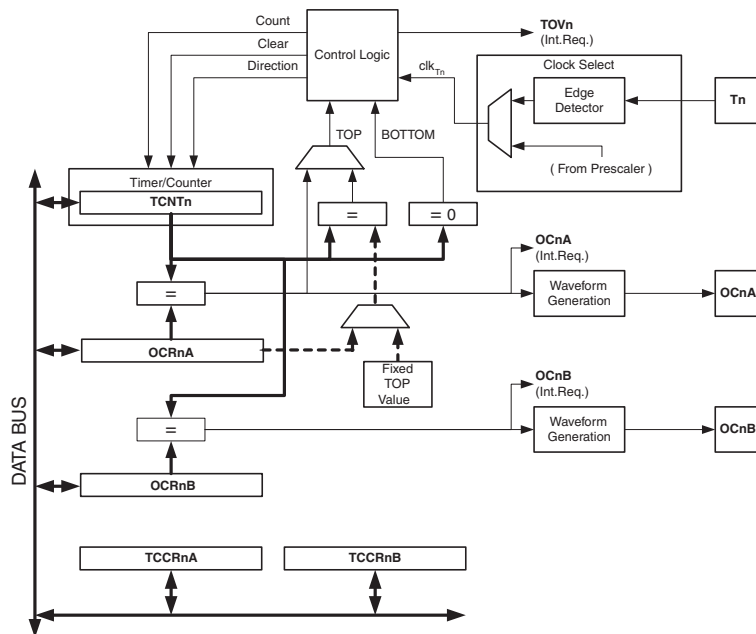 Count
Clear
Direction
Control Logic
TOVn
(Int.Req.)
clkTn
Clock Select
Edge
Detector
Tn
( From Prescaler )
TOP
BOTTOM
Timer/Counter
TCNTn
=
= 0
OCnA
(Int.Req.)
=
Waveform
Generation
OCnA
OCRnA
Fixed
TOP
Value
OCnB
(Int.Req.)
=
Waveform
Generation
OCnB
OCRnB
DATA BUS
TCCRnA
TCCRnB